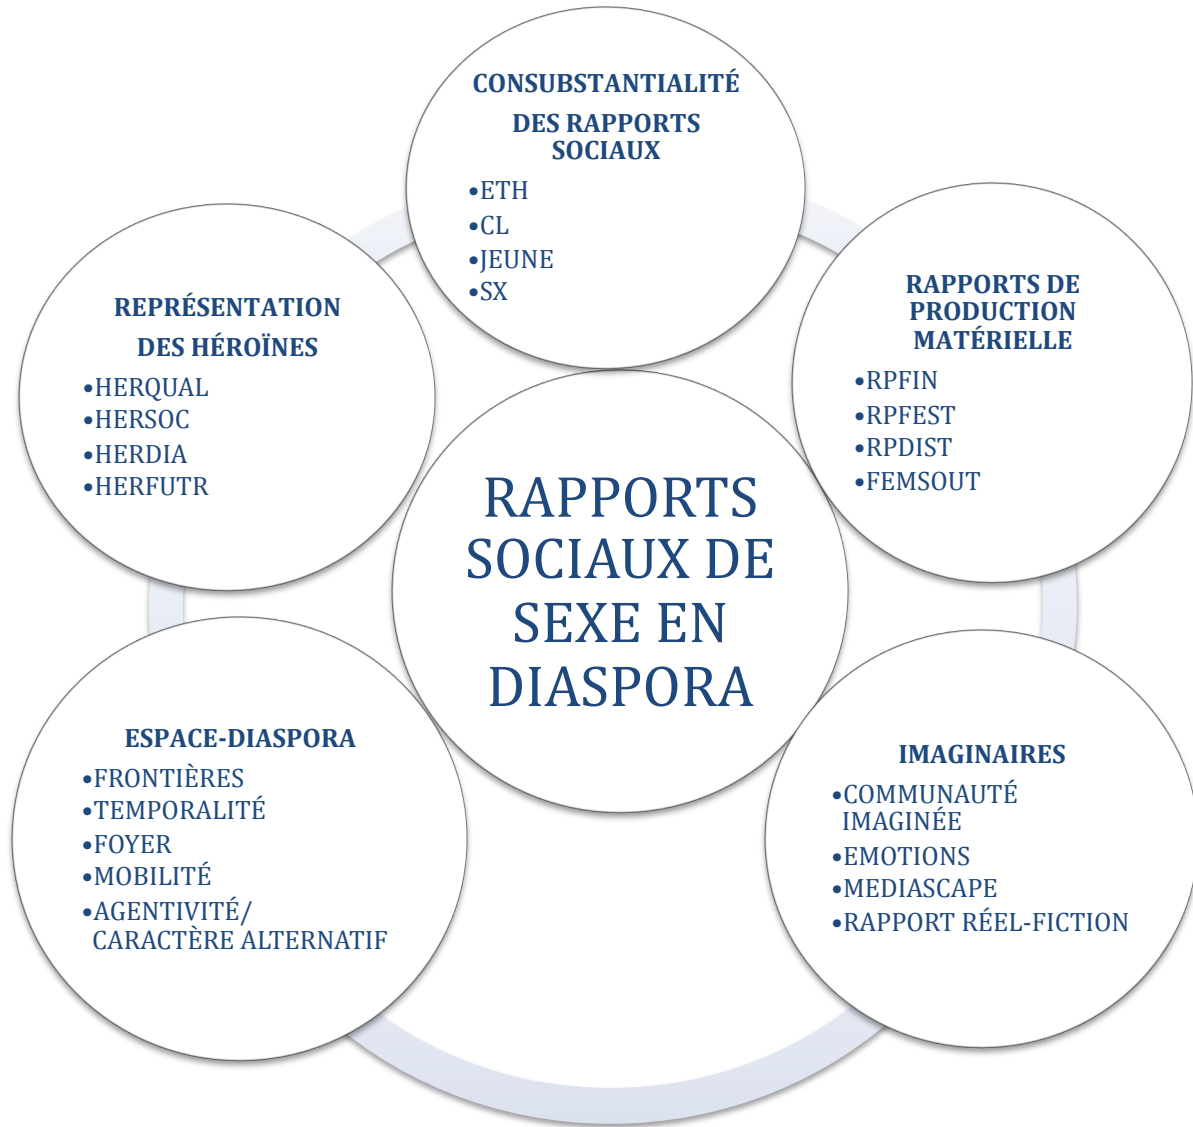 CONSUBSTANTIALITÉ
DES RAPPORTS
SOCIAUX
•ETH
•CL
•JEUNE
•SX
RAPPORTS DE
PRODUCTION
MATÉRIELLE
•RPFIN
•RPFEST
•RPDIST
•FEMSOUT
IMAGINAIRES
•COMMUNAUTÉ
IMAGINÉE
•EMOTIONS
•MEDIASCAPE
•RAPPORT RÉEL-FICTION
ESPACE-DIASPORA
•FRONTIÈRES
•TEMPORALITÉ
•FOYER
•MOBILITÉ
•AGENTIVITÉ/
CARACTÈRE ALTERNATIF
REPRÉSENTATION
DES HÉROÏNES
•HERQUAL
•HERSOC
•HERDIA
•HERFUTR
RAPPORTS
SOCIAUX DE
SEXE EN
DIASPORA